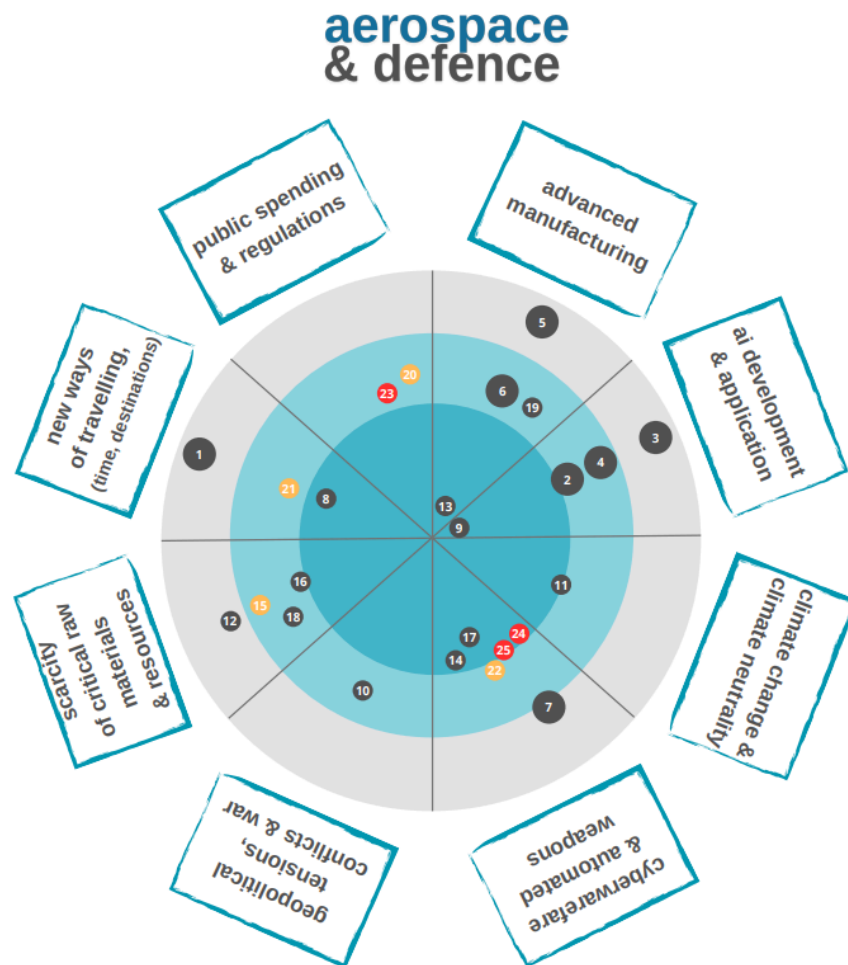 aerospace
& defence
public spending
& regulations
advanced
manufacturing
new ways
of travelling,
(time, destinations)
ai development
& application
5
20
23
6
19
3
1
4
2
21
8
13
9
16
11
15
12
18
17
24
25
14
22
10
7
scarcity
of critical raw
materials
& resources
climate change &
climate neutrality
geopolitical
tensions,
conflicts & war
cyberwarefare
& automated
weapons